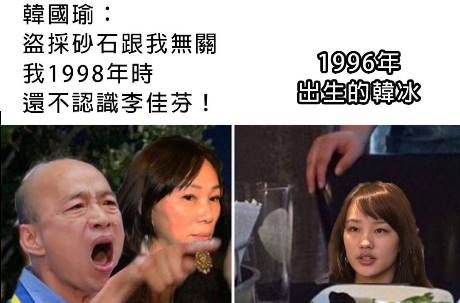 韓國瑜：
盜採砂石跟我無關
我1998年時
還不認識李佳芬！
1996年
出生的韓冰